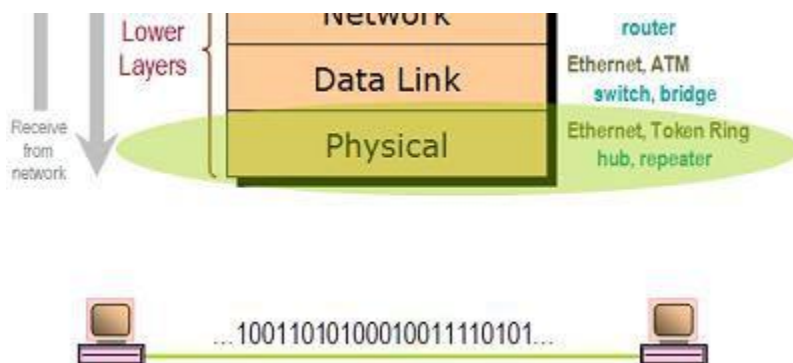 Lower
Layers
Network
router
Data Link
Ethernet, ATM
switch, bridge
Receive
from
network
Physical
Ethernet, Token Ring
hub, repeater
...10011010100010011110101...